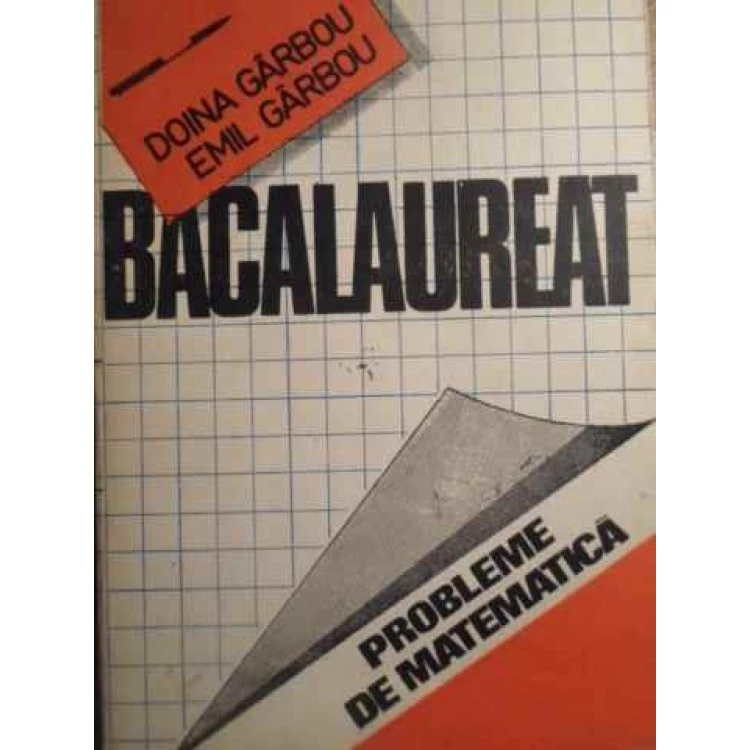 DOINA GÂRBOU
EMIL GÂRBOU
BACALAUREAT
PROBLEME
DE MATEMATICĂ